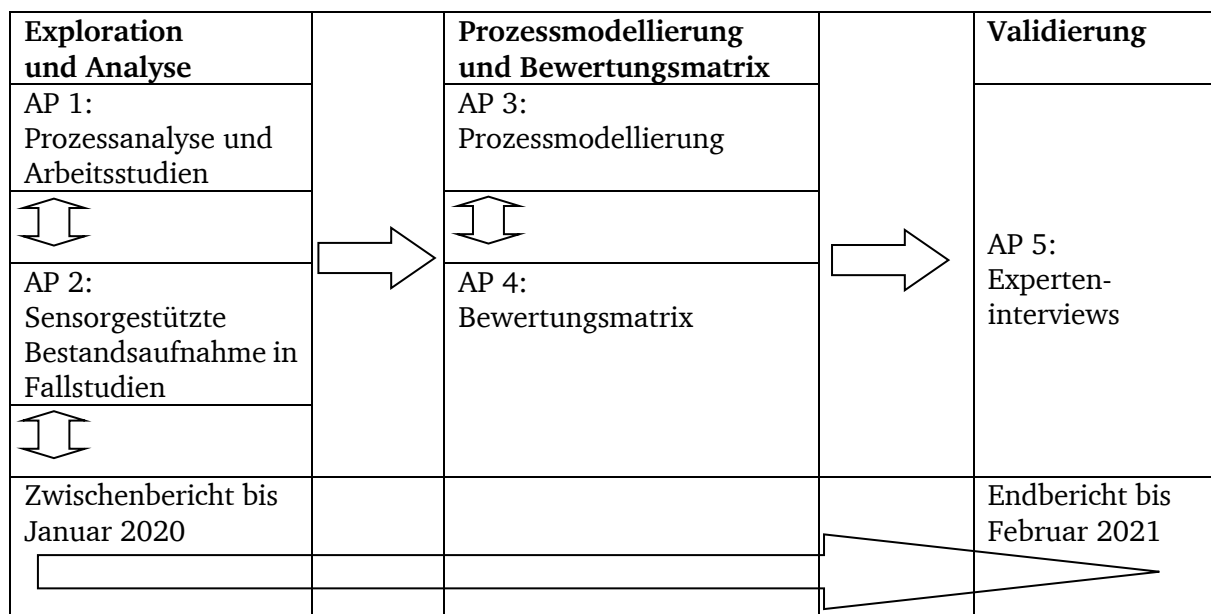 Exploration
und Analyse
AP 1:
Prozessanalyse und
Arbeitsstudien
AP 2:
Sensorgestützte
Bestandsaufnahme in
Fallstudien
Zwischenbericht bis
Januar 2020
Prozessmodellierung
und Bewertungsmatrix
AP 3:
Prozessmodellierung
AP 4:
Bewertungsmatrix
Validierung
AP 5:
Experten-
interviews
Endbericht bis
Februar 2021